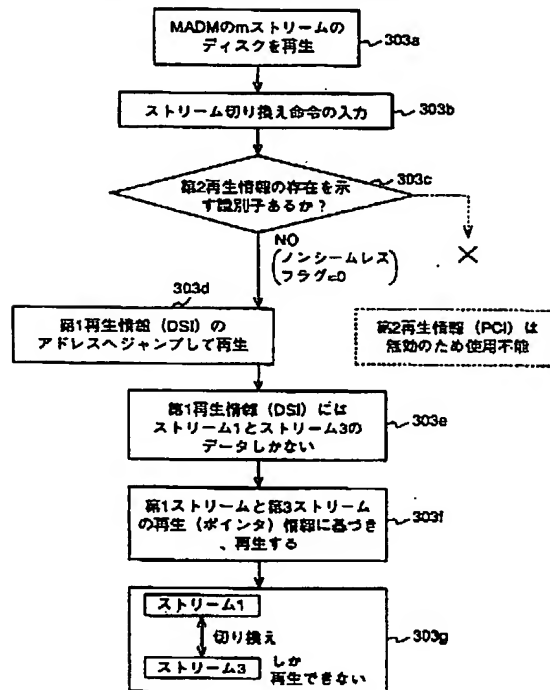 MADMのmストリームの
ディスクを再生
303a
ストリーム切り換え命令の入力
303b
第2再生情報の存在を示
す識別子あるか？
303c
NO
(ノンシームレス
フラグ=0)
×
303d
第1再生情報（DSI）の
アドレスへジャンプして再生
第2再生情報（PCI）は
無効のため使用不能
第1再生情報（DSI）には
ストリーム1とストリーム3の
データしかない
303e
第1ストリームと第3ストリーム
の再生（ポインタ）情報に基づき
、再生する
303f
ストリーム1
切り換え
303g
ストリーム3
しか
再生できない